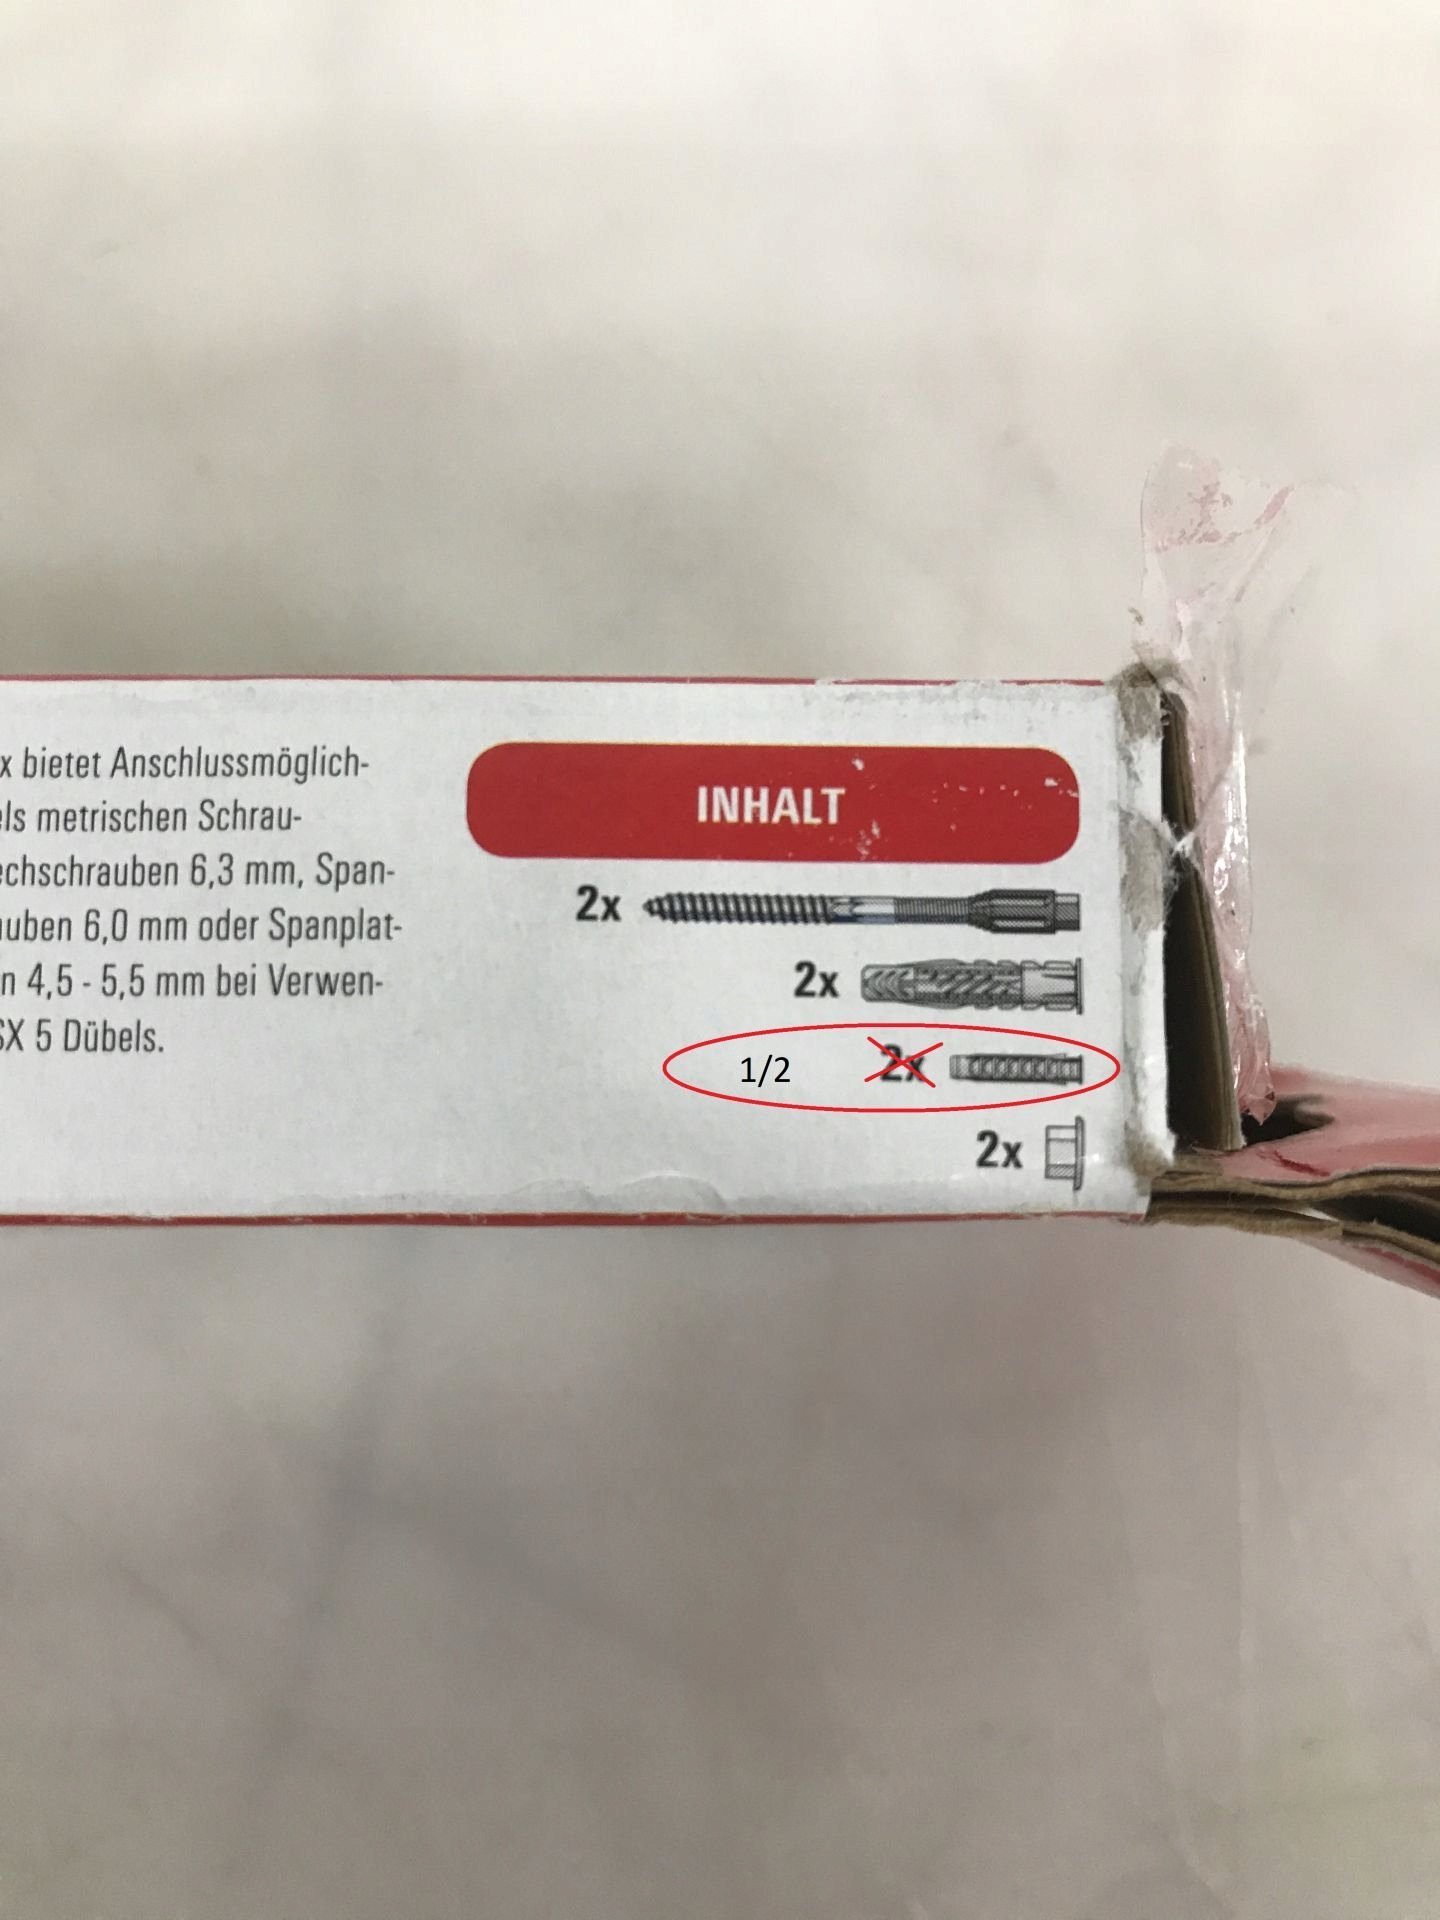 x bietet Anschlussmöglich-
els metrischen Schrau-
echschrauben 6,3 mm, Span-
uben 6,0 mm oder Spanplat-
n 4,5 - 5,5 mm bei Verwen-
SX 5 Dübels.
INHALT
2x
2x
1/2 2x
2x